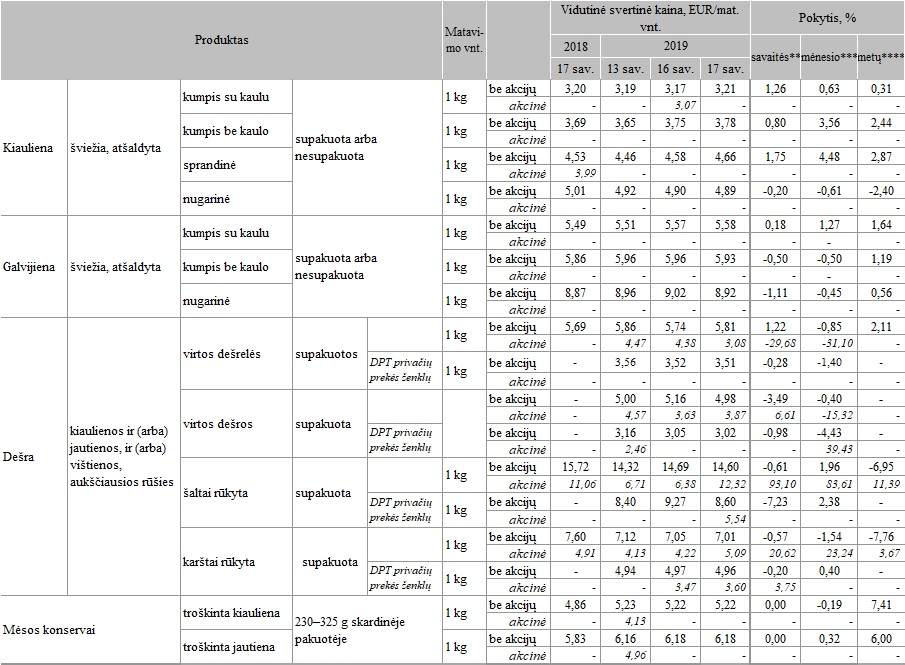 Produktas Matavi- Vidutinė svertinė kaina, EUR/mat. Pokytis, %
mo vnt. vnt.
2018 2019 savaitės** mėnesio*** metų****
17 sav. 13 sav. 16 sav. 17 sav.
Kiauliena šviežia, atšaldyta kumpis su kaulu supakuota arba nesupakuota 1 kg be akcijų 3,20 3,19 3,17 3,21 1,26 0,63 0,31
akcinė - - 3,07 - - - -
kumpis be kaulo 1 kg be akcijų 3,69 3,65 3,75 3,78 0,80 3,56 2,44
akcinė - - - - - - -
sprandinė 1 kg be akcijų 4,53 4,46 4,58 4,66 1,75 4,48 2,87
akcinė 3,99 - - - - - -
nugarinė 1 kg be akcijų 5,01 4,92 4,90 4,89 -0,20 -0,61 -2,40
akcinė - - - - - - -
Galvijiena šviežia, atšaldyta kumpis su kaulu supakuota arba nesupakuota 1 kg be akcijų 5,49 5,51 5,57 5,58 0,18 1,27 1,64
akcinė - - - - - - -
kumpis be kaulo 1 kg be akcijų 5,86 5,96 5,96 5,93 -0,50 -0,50 1,19
akcinė - - - - - - -
nugarinė 1 kg be akcijų 8,87 8,96 9,02 8,92 -1,11 -0,45 0,56
akcinė - - - - - - -
Dešra kiaulienos ir (arba) jautienos, ir (arba) vištienos, aukščiausios rūšies virtos dešrelės supakuotos 1 kg be akcijų 5,69 5,86 5,74 5,81 1,22 -0,85 2,11
akcinė - 4,47 4,38 3,08 -29,68 -31,10 -
DPT privačių prekės ženklų 1 kg be akcijų - 3,56 3,52 3,51 -0,28 -1,40 -
akcinė - - - - - - -
virtos dešros supakuota be akcijų - 5,00 5,16 4,98 -3,49 -0,40 -
akcinė - 4,57 3,63 3,87 6,61 -15,32 -
DPT privačių prekės ženklų be akcijų - 3,16 3,05 3,02 -0,98 -4,43 -
akcinė - 2,46 - - - 39,43 -
šaltai rūkyta supakuota 1 kg be akcijų 15,72 14,32 14,69 14,60 -0,61 1,96 -6,95
akcinė 11,06 6,71 6,38 12,32 93,10 83,61 11,39
DPT privačių prekės ženklų 1 kg be akcijų - 8,40 9,27 8,60 -7,23 2,38 -
akcinė - - - 5,54 - - -
karštai rūkyta supakuota 1 kg be akcijų 7,60 7,12 7,05 7,01 -0,57 -1,54 -7,76
akcinė 4,91 4,13 4,22 5,09 20,62 23,24 3,67
DPT privačių prekės ženklų 1 kg be akcijų - 4,94 4,97 4,96 -0,20 0,40 -
akcinė - - 3,47 3,60 3,75 - -
Mėsos konservai troškinta kiauliena 230–325 g skardinėje pakuotėje 1 kg be akcijų 4,86 5,23 5,22 5,22 0,00 -0,19 7,41
akcinė - 4,13 - - - - -
troškinta jautiena 1 kg be akcijų 5,83 6,16 6,18 6,18 0,00 0,32 6,00
akcinė - 4,96 - - - - -